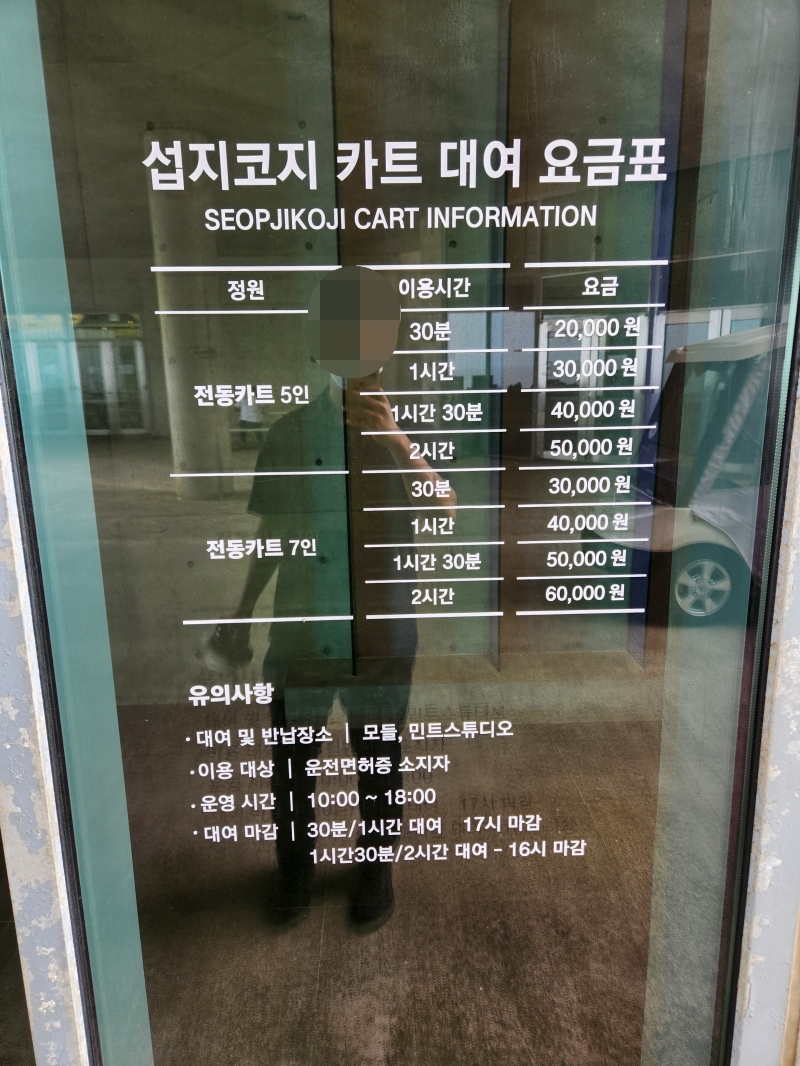 섭지코지 카트 대여 요금표
SEOPJIKOJI CART INFORMATION
정원 이용시간 요금
전동카트 5인
30분 20,000 원
1시간 30,000 원
1시간 30분 40,000 원
2시간 50,000 원
전동카트 7인
30분 30,000 원
1시간 40,000 원
1시간 30분 50,000 원
2시간 60,000 원
유의사항
· 대여 및 반납장소 | 모들, 민트스튜디오
· 이용 대상 | 운전면허증 소지자
· 운영 시간 | 10:00 ~ 18:00
· 대여 마감 | 30분/1시간 대여 17시 마감
1시간30분/2시간 대여 - 16시 마감